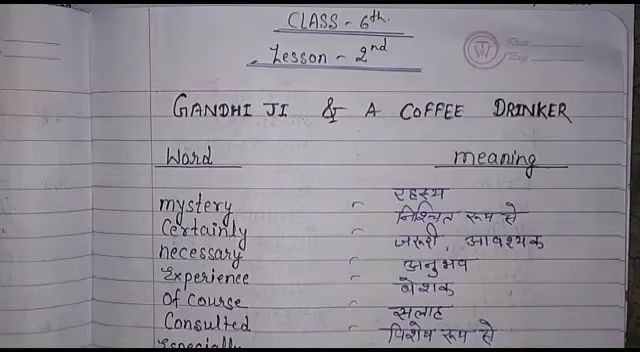 CLASS - 6th.
Lesson - 2nd
GANDHI JI & A COFFEE DRINKER
Word meaning
mystery " रहस्य
Certainly " निश्चित रूप से
necessary जरूरी, आवश्यक
Experience " अनुभव
Of course " बेशक
Consulted " सलाह
Especially विशेष रूप से